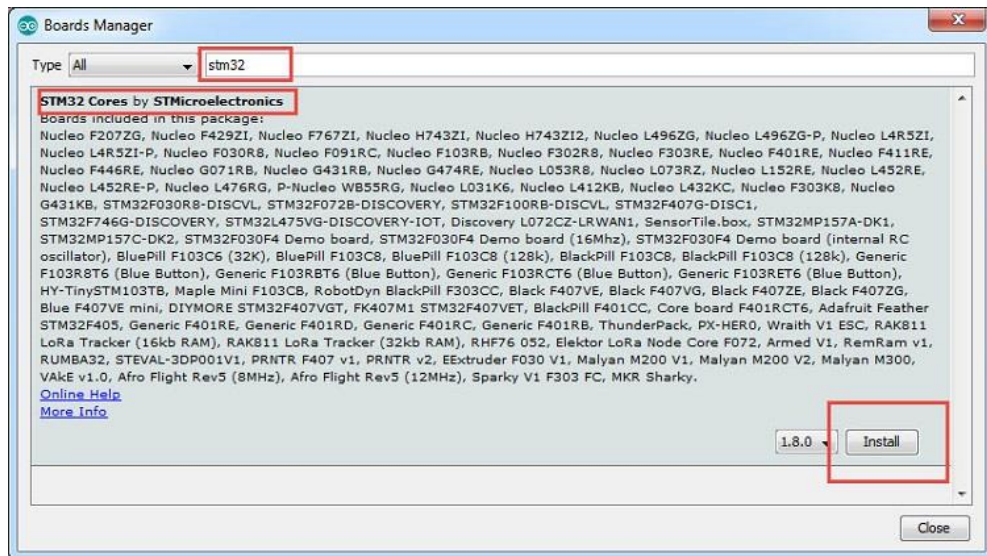 Boards Manager
Type All stm32
STM32 Cores by STMicroelectronics
Boards included in this package:
Nucleo F207ZG, Nucleo F429ZI, Nucleo F767ZI, Nucleo H743ZI, Nucleo H743ZI2, Nucleo L496ZG, Nucleo L496ZG-P, Nucleo L4R5ZI,
Nucleo L4R5ZI-P, Nucleo F030R8, Nucleo F091RC, Nucleo F103RB, Nucleo F302R8, Nucleo F303RE, Nucleo F401RE, Nucleo F411RE,
Nucleo F446RE, Nucleo G071RB, Nucleo G431RB, Nucleo G474RE, Nucleo L053R8, Nucleo L073RZ, Nucleo L152RE, Nucleo L452RE,
Nucleo L452RE-P, Nucleo L476RG, P-Nucleo WB55RG, Nucleo L031K6, Nucleo L412KB, Nucleo L432KC, Nucleo F303K8, Nucleo
G431KB, STM32F030R8-DISCVL, STM32F072B-DISCOVERY, STM32F100RB-DISCVL, STM32F407G-DISC1,
STM32F746G-DISCOVERY, STM32L475VG-DISCOVERY-IOT, Discovery L072CZ-LRWAN1, SensorTile.box, STM32MP157A-DK1,
STM32MP157C-DK2, STM32F030F4 Demo board, STM32F030F4 Demo board (16Mhz), STM32F030F4 Demo board (internal RC
oscillator), BluePill F103C6 (32K), BluePill F103C8, BluePill F103C8 (128k), BlackPill F103C8, BlackPill F103C8 (128k), Generic
F103R8T6 (Blue Button), Generic F103RBT6 (Blue Button), Generic F103RCT6 (Blue Button), Generic F103RET6 (Blue Button),
HY-TinySTM103TB, Maple Mini F103CB, RobotDyn BlackPill F303CC, Black F407VE, Black F407VG, Black F407ZE, Black F407ZG,
Blue F407VE mini, DIYMORE STM32F407VGT, FK407M1 STM32F407VET, BlackPill F401CC, Core board F401RCT6, Adafruit Feather
STM32F405, Generic F401RE, Generic F401RD, Generic F401RC, Generic F401RB, ThunderPack, PX-HER0, Wraith V1 ESC, RAK811
LoRa Tracker (16kb RAM), RAK811 LoRa Tracker (32kb RAM), RHF76 052, Elektor LoRa Node Core F072, Armed V1, RemRam v1,
RUMBA32, STEVAL-3DP001V1, PRNTR F407 v1, PRNTR v2, EExtruder F030 V1, Malyan M200 V1, Malyan M200 V2, Malyan M300,
VAkE v1.0, Afro Flight Rev5 (8MHz), Afro Flight Rev5 (12MHz), Sparky V1 F303 FC, MKR Sharky.
Online Help
More Info
1.8.0 Install
Close